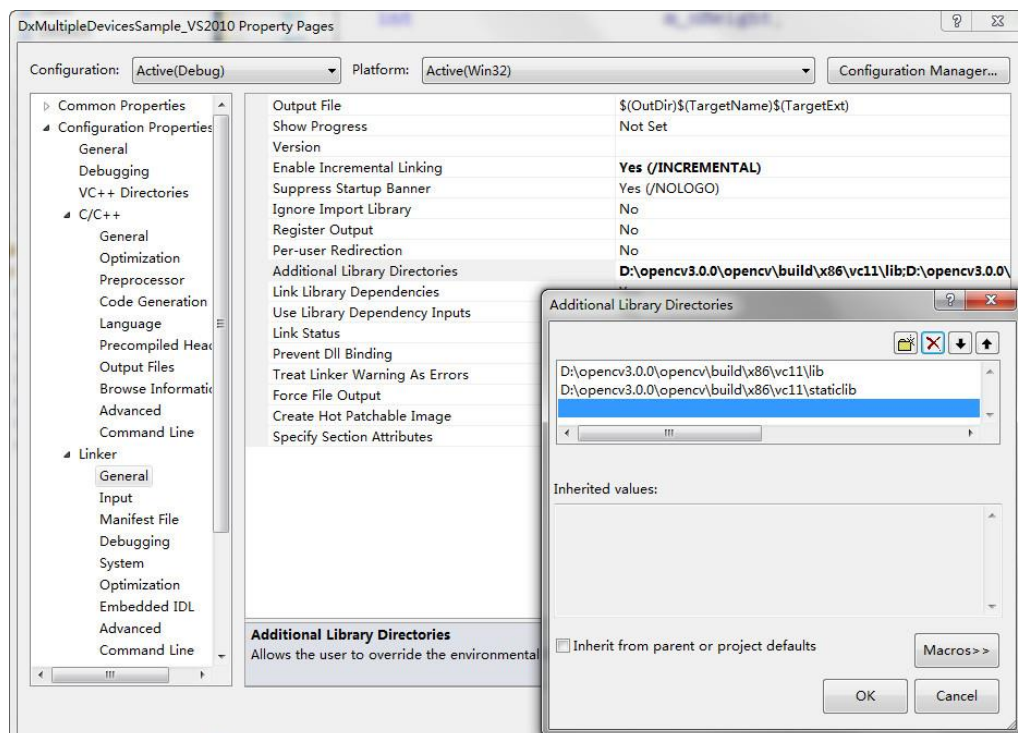 int m_nHeight;
DxMultipleDevicesSample_VS2010 Property Pages
Configuration: Active(Debug) Platform: Active(Win32) Configuration Manager...
Common Properties
Configuration Properties
General
Debugging
VC++ Directories
C/C++
General
Optimization
Preprocessor
Code Generation
Language
Precompiled Head
Output Files
Browse Informatic
Advanced
Command Line
Linker
General
Input
Manifest File
Debugging
System
Optimization
Embedded IDL
Advanced
Command Line
Output File $(OutDir)$(TargetName)$(TargetExt)
Show Progress Not Set
Version
Enable Incremental Linking Yes (/INCREMENTAL)
Suppress Startup Banner Yes (/NOLOGO)
Ignore Import Library No
Register Output No
Per-user Redirection No
Additional Library Directories D:\opencv3.0.0\opencv\build\x86\vc11\lib;D:\opencv3.0.0\
Link Library Dependencies
Use Library Dependency Inputs
Link Status
Prevent Dll Binding
Treat Linker Warning As Errors
Force File Output
Create Hot Patchable Image
Specify Section Attributes
Additional Library Directories
Allows the user to override the environmental
Additional Library Directories
D:\opencv3.0.0\opencv\build\x86\vc11\lib
D:\opencv3.0.0\opencv\build\x86\vc11\staticlib
Inherited values:
Inherit from parent or project defaults
Macros>>
OK Cancel